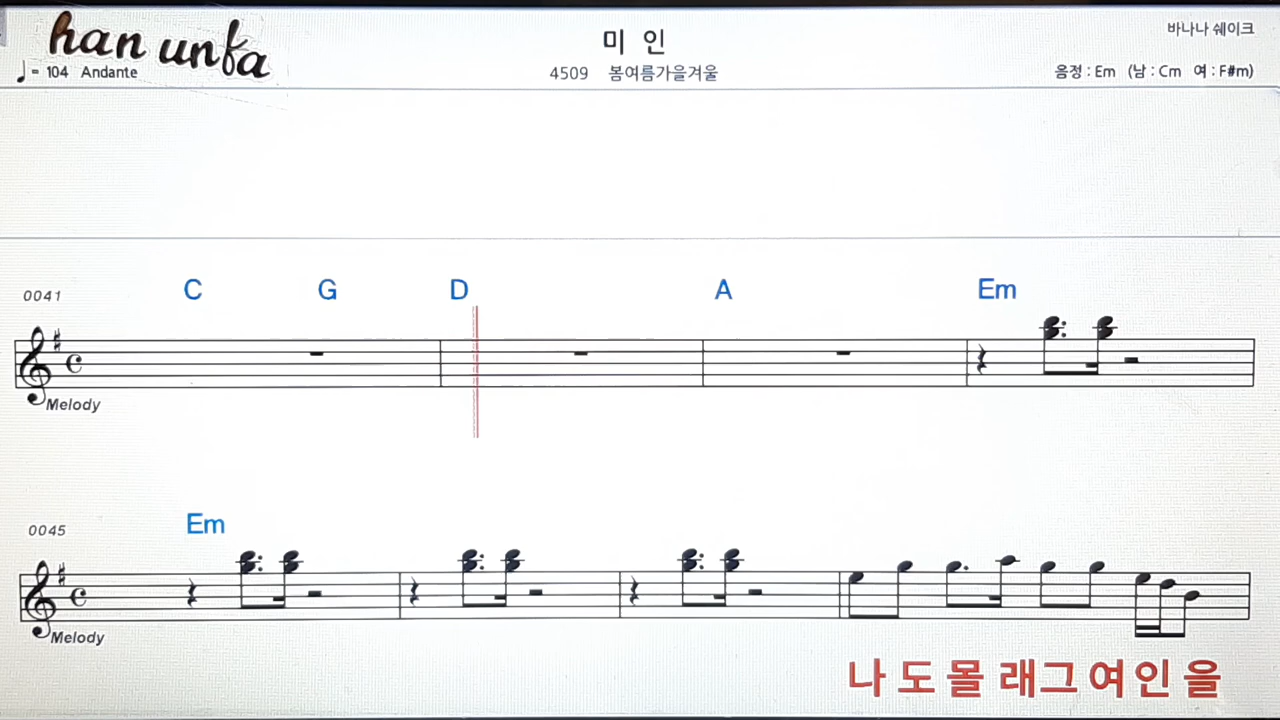 han unfa
미 인
바나나 쉐이크
♩= 104 Andante
4509 봄여름가을겨울
음정 : Em (남 : Cm 여 : F#m)
0041
C G D A Em
Melody
0045
Em
Melody
나 도 몰 래 그 여 인 을